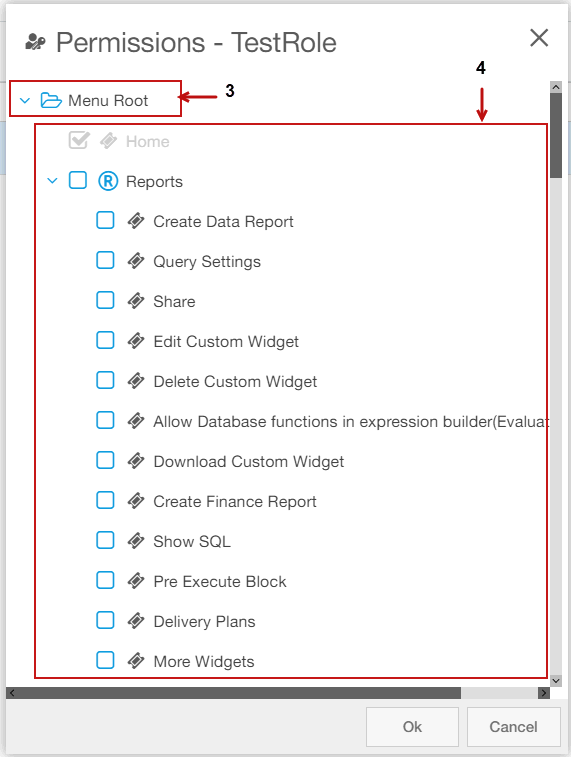 Permissions - TestRole
4
Menu Root
3
Home
R Reports
Create Data Report
Query Settings
Share
Edit Custom Widget
Delete Custom Widget
Allow Database functions in expression builder(Evaluat
Download Custom Widget
Create Finance Report
Show SQL
Pre Execute Block
Delivery Plans
More Widgets
Ok Cancel